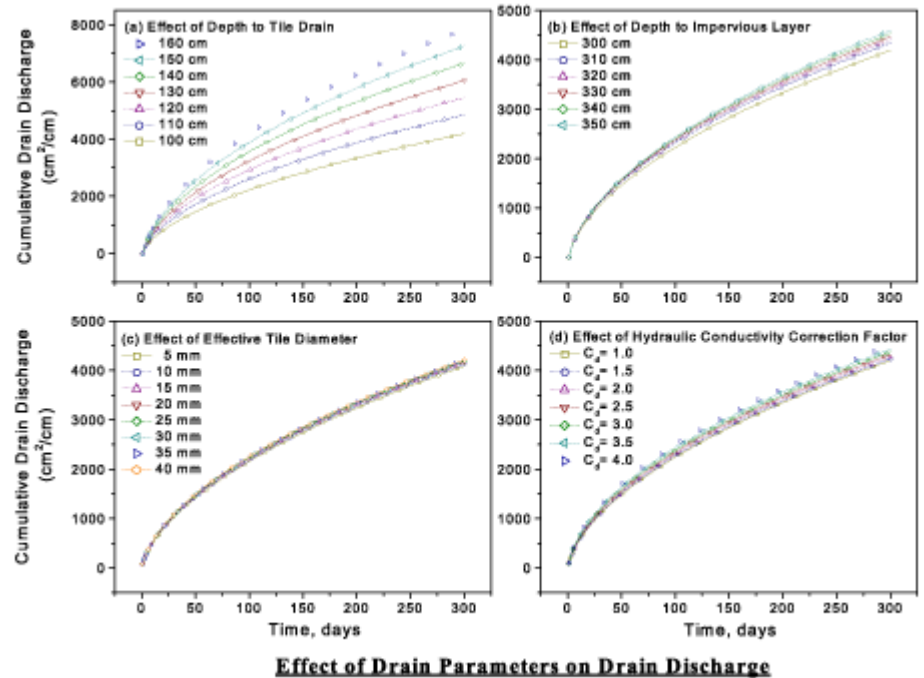 (a) Effect of Depth to Tile Drain
160 cm
150 cm
140 cm
130 cm
120 cm
110 cm
100 cm
8000
6000
4000
2000
0
Cumulative Drain Discharge
(cm²/cm)
0 50 100 150 200 250 300
(b) Effect of Depth to Impervious Layer
300 cm
310 cm
320 cm
330 cm
340 cm
350 cm
5000
4000
3000
2000
1000
0
0 50 100 150 200 250 300
(c) Effect of Effective Tile Diameter
5 mm
10 mm
15 mm
20 mm
25 mm
30 mm
35 mm
40 mm
5000
4000
3000
2000
1000
0
Cumulative Drain Discharge
(cm²/cm)
0 50 100 150 200 250 300
Time, days
(d) Effect of Hydraulic Conductivity Correction Factor
C_d= 1.0
C_d= 1.5
C_d= 2.0
C_d= 2.5
C_d= 3.0
C_d= 3.5
C_d= 4.0
5000
4000
3000
2000
1000
0
0 50 100 150 200 250 300
Time, days
Effect of Drain Parameters on Drain Discharge